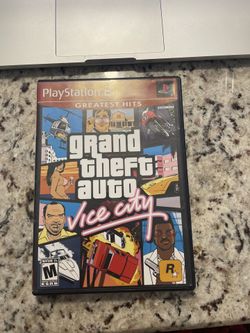 PlayStation 2
GREATEST HITS
grand
theft
auto
Vice City
M
R